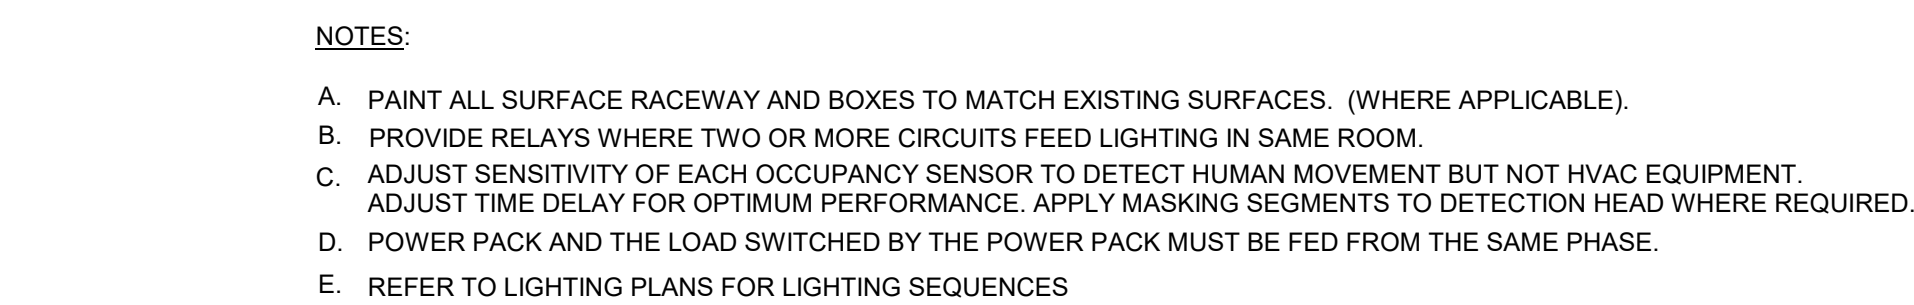 NOTES:
A. PAINT ALL SURFACE RACEWAY AND BOXES TO MATCH EXISTING SURFACES. (WHERE APPLICABLE).
B. PROVIDE RELAYS WHERE TWO OR MORE CIRCUITS FEED LIGHTING IN SAME ROOM.
C. ADJUST SENSITIVITY OF EACH OCCUPANCY SENSOR TO DETECT HUMAN MOVEMENT BUT NOT HVAC EQUIPMENT.
ADJUST TIME DELAY FOR OPTIMUM PERFORMANCE. APPLY MASKING SEGMENTS TO DETECTION HEAD WHERE REQUIRED.
D. POWER PACK AND THE LOAD SWITCHED BY THE POWER PACK MUST BE FED FROM THE SAME PHASE.
E. REFER TO LIGHTING PLANS FOR LIGHTING SEQUENCES